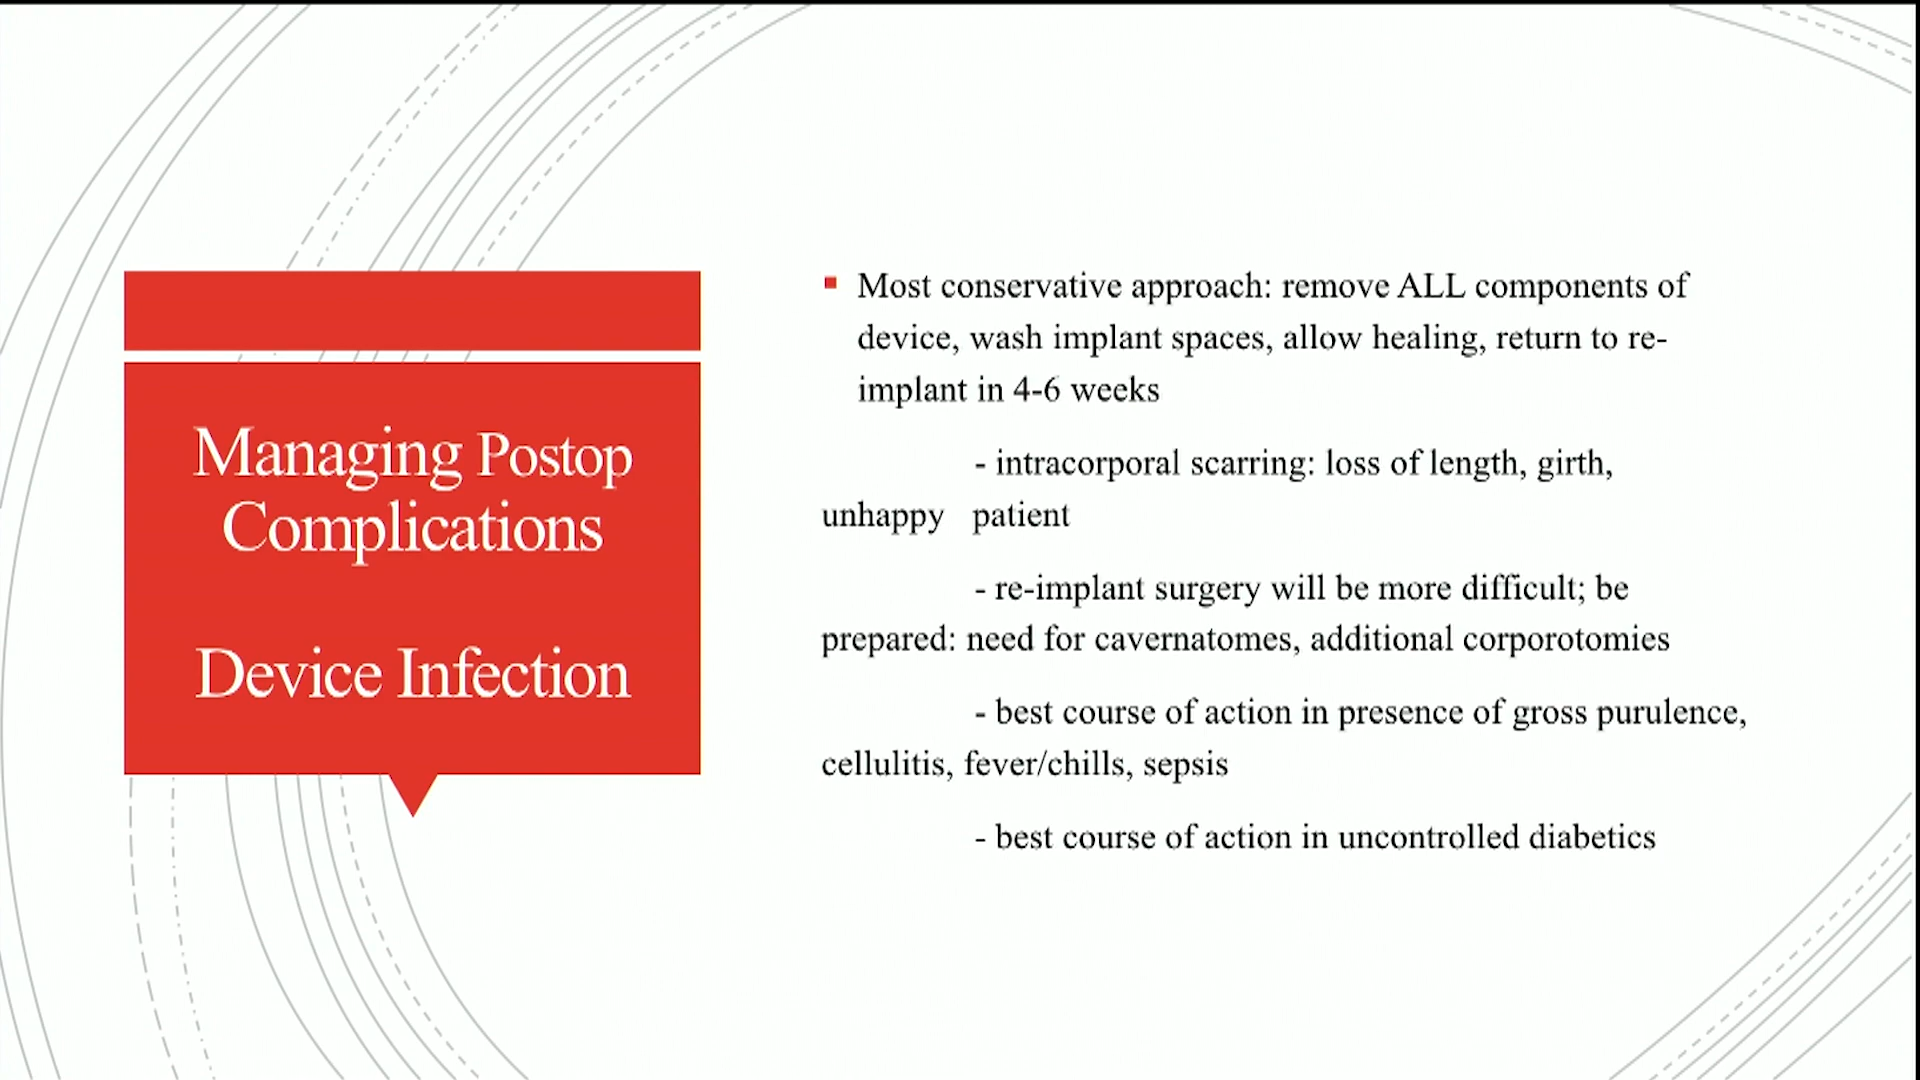 Managing Postop
Complications
Device Infection
▪ Most conservative approach: remove ALL components of
device, wash implant spaces, allow healing, return to re-
implant in 4-6 weeks
- intracorporal scarring: loss of length, girth,
unhappy patient
- re-implant surgery will be more difficult; be
prepared: need for cavernatomes, additional corporotomies
- best course of action in presence of gross purulence,
cellulitis, fever/chills, sepsis
- best course of action in uncontrolled diabetics